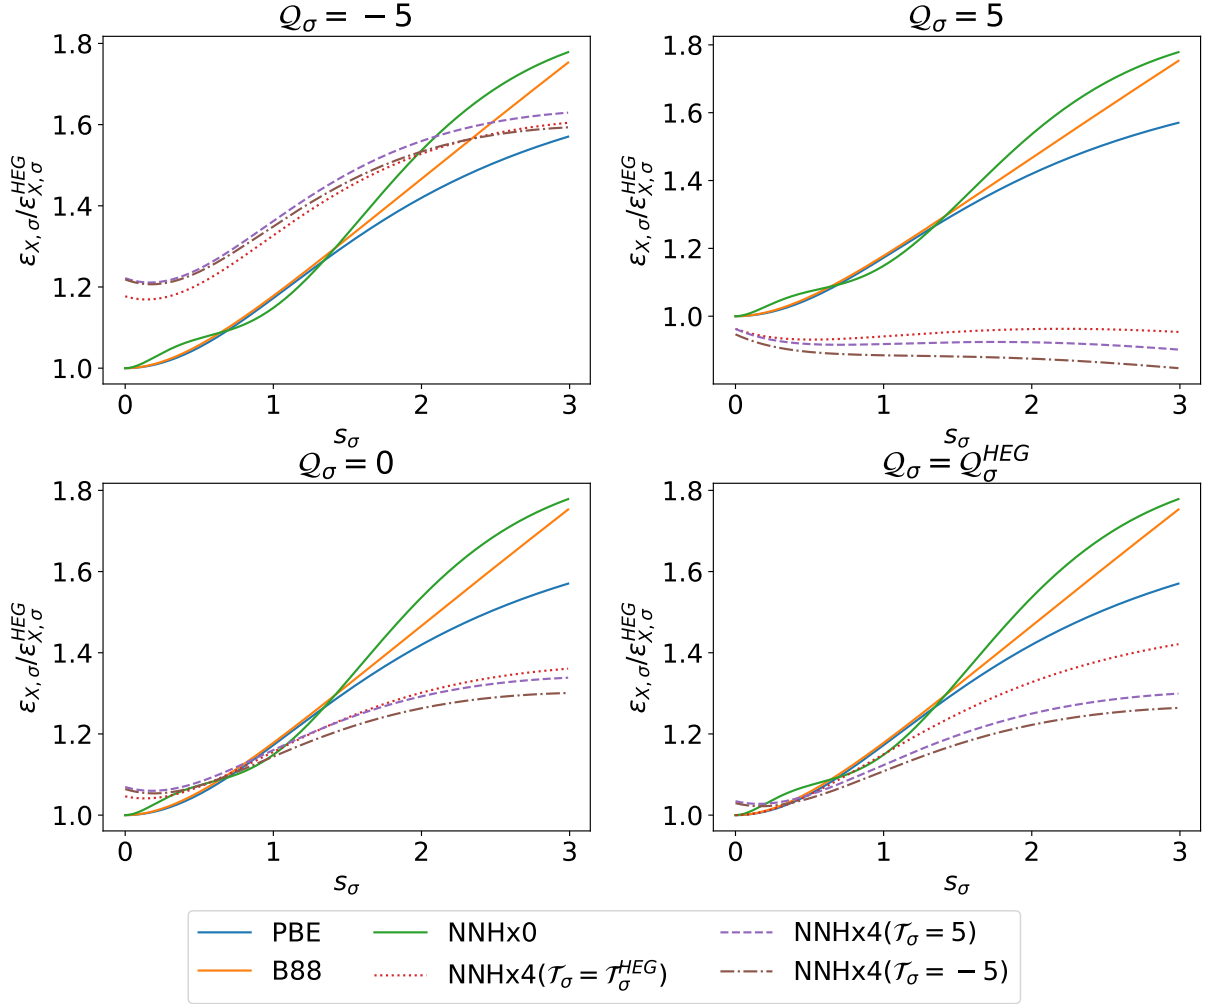 𝒬σ = −5
1.8
1.6
1.4
1.2
1.0
εX, σ/εX, σ^HEG
0 1 2 3
sσ
𝒬σ = 5
1.8
1.6
1.4
1.2
1.0
εX, σ/εX, σ^HEG
0 1 2 3
sσ
𝒬σ = 0
1.8
1.6
1.4
1.2
1.0
εX, σ/εX, σ^HEG
0 1 2 3
sσ
𝒬σ = 𝒬σ^HEG
1.8
1.6
1.4
1.2
1.0
εX, σ/εX, σ^HEG
0 1 2 3
sσ
PBE
B88
NNHx0
NNHx4(𝒯σ = 𝒯σ^HEG)
NNHx4(𝒯σ = 5)
NNHx4(𝒯σ = −5)